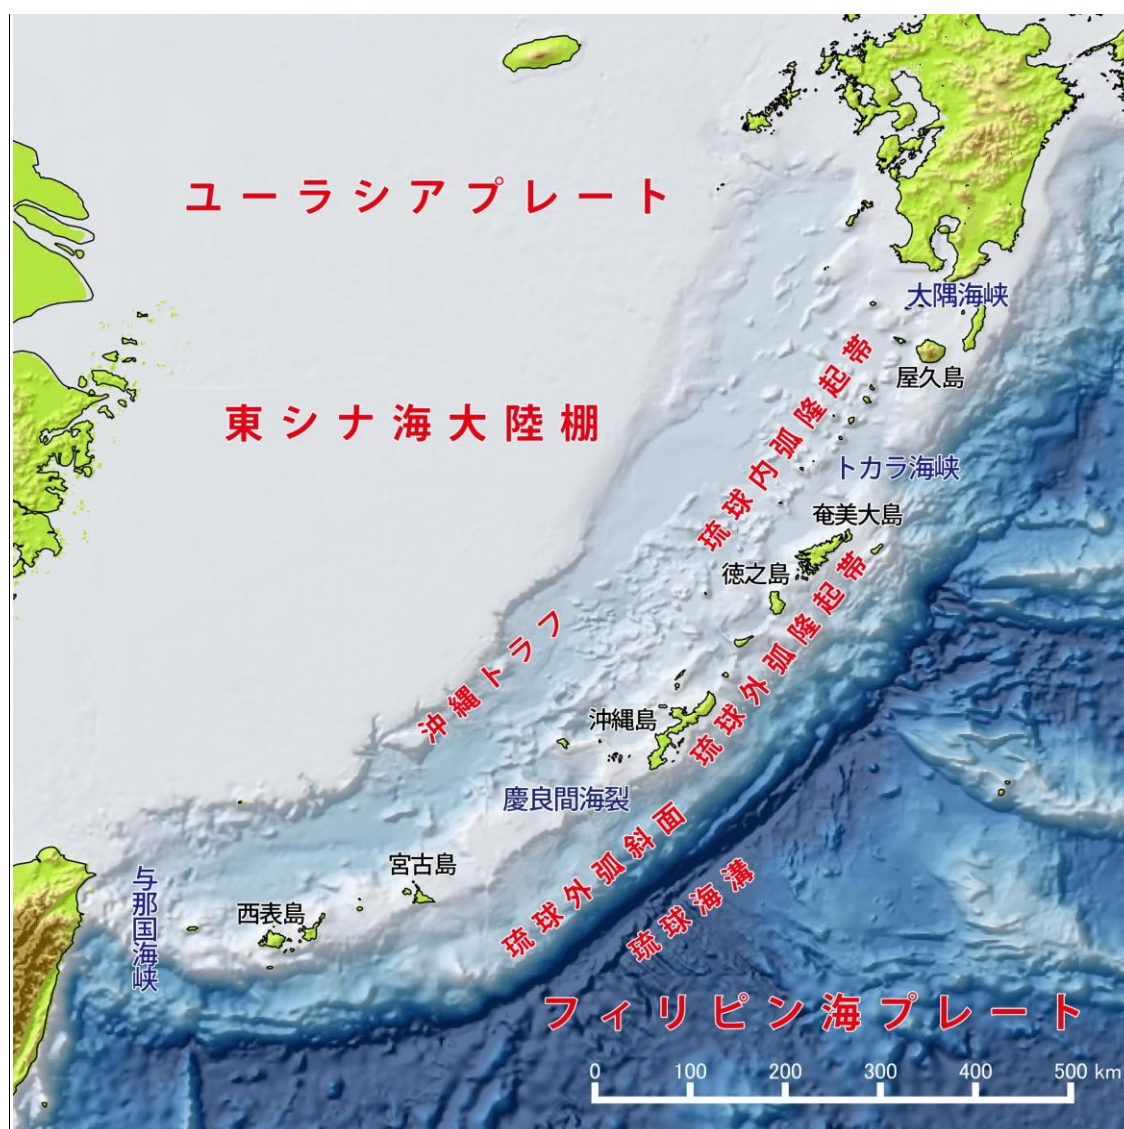 ユーラシアプレート
大隅海峡
屋久島
琉球内弧隆起帯
東シナ海大陸棚
トカラ海峡
奄美大島
徳之島
琉球外弧隆起帯
沖縄トラフ
沖縄島
慶良間海裂
琉球外弧斜面
宮古島
与那国海峡
西表島
琉球海溝
フィリピン海プレート
0 100 200 300 400 500 km